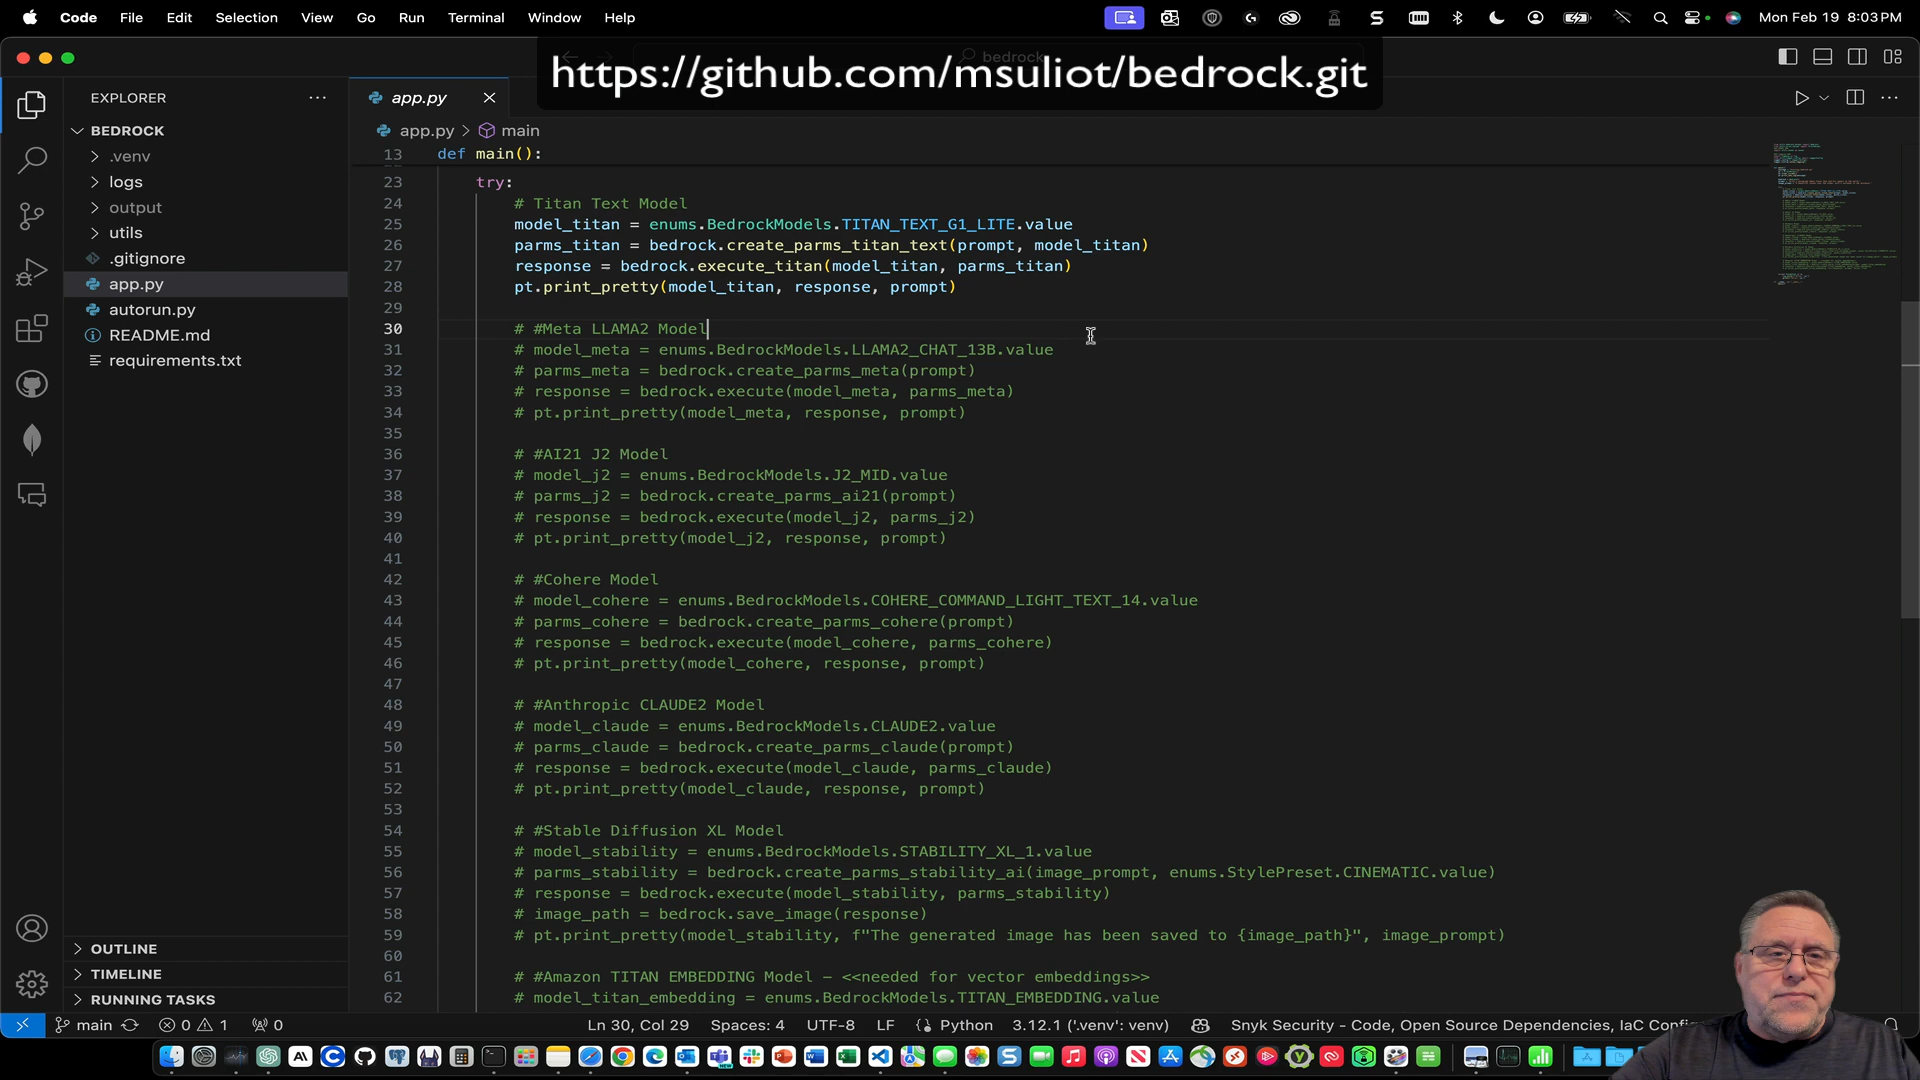 Code File Edit Selection View Go Run Terminal Window Help
Mon Feb 19 8:03 PM
bedrock
https://github.com/msuliot/bedrock.git
EXPLORER
BEDROCK
.venv
logs
output
utils
.gitignore
app.py
autorun.py
README.md
requirements.txt
OUTLINE
TIMELINE
RUNNING TASKS
app.py
app.py > main
13 def main():
23 try:
24 # Titan Text Model
25 model_titan = enums.BedrockModels.TITAN_TEXT_G1_LITE.value
26 parms_titan = bedrock.create_parms_titan_text(prompt, model_titan)
27 response = bedrock.execute_titan(model_titan, parms_titan)
28 pt.print_pretty(model_titan, response, prompt)
29
30 # #Meta LLAMA2 Model
31 # model_meta = enums.BedrockModels.LLAMA2_CHAT_13B.value
32 # parms_meta = bedrock.create_parms_meta(prompt)
33 # response = bedrock.execute(model_meta, parms_meta)
34 # pt.print_pretty(model_meta, response, prompt)
35
36 # #AI21 J2 Model
37 # model_j2 = enums.BedrockModels.J2_MID.value
38 # parms_j2 = bedrock.create_parms_ai21(prompt)
39 # response = bedrock.execute(model_j2, parms_j2)
40 # pt.print_pretty(model_j2, response, prompt)
41
42 # #Cohere Model
43 # model_cohere = enums.BedrockModels.COHERE_COMMAND_LIGHT_TEXT_14.value
44 # parms_cohere = bedrock.create_parms_cohere(prompt)
45 # response = bedrock.execute(model_cohere, parms_cohere)
46 # pt.print_pretty(model_cohere, response, prompt)
47
48 # #Anthropic CLAUDE2 Model
49 # model_claude = enums.BedrockModels.CLAUDE2.value
50 # parms_claude = bedrock.create_parms_claude(prompt)
51 # response = bedrock.execute(model_claude, parms_claude)
52 # pt.print_pretty(model_claude, response, prompt)
53
54 # #Stable Diffusion XL Model
55 # model_stability = enums.BedrockModels.STABILITY_XL_1.value
56 # parms_stability = bedrock.create_parms_stability_ai(image_prompt, enums.StylePreset.CINEMATIC.value)
57 # response = bedrock.execute(model_stability, parms_stability)
58 # image_path = bedrock.save_image(response)
59 # pt.print_pretty(model_stability, f"The generated image has been saved to {image_path}", image_prompt)
60
61 # #Amazon TITAN EMBEDDING Model - <<needed for vector embeddings>>
62 # model_titan_embedding = enums.BedrockModels.TITAN_EMBEDDING.value
main 0 1 0 Ln 30, Col 29 Spaces: 4 UTF-8 LF Python 3.12.1 ('.venv': venv) Snyk Security - Code, Open Source Dependencies, IaC